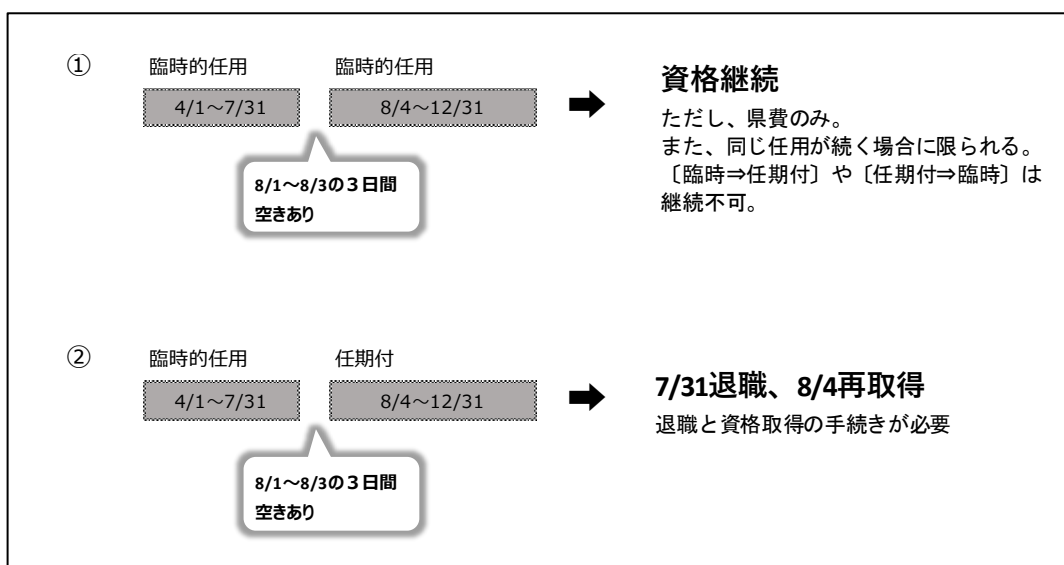 ①
臨時的任用
臨時的任用
4/1～7/31
8/4～12/31
8/1～8/3の３日間
空きあり
資格継続
ただし、県費のみ。
また、同じ任用が続く場合に限られる。
〔臨時⇒任期付〕や〔任期付⇒臨時〕は
継続不可。
②
臨時的任用
任期付
4/1～7/31
8/4～12/31
8/1～8/3の３日間
空きあり
7/31退職、8/4再取得
退職と資格取得の手続きが必要